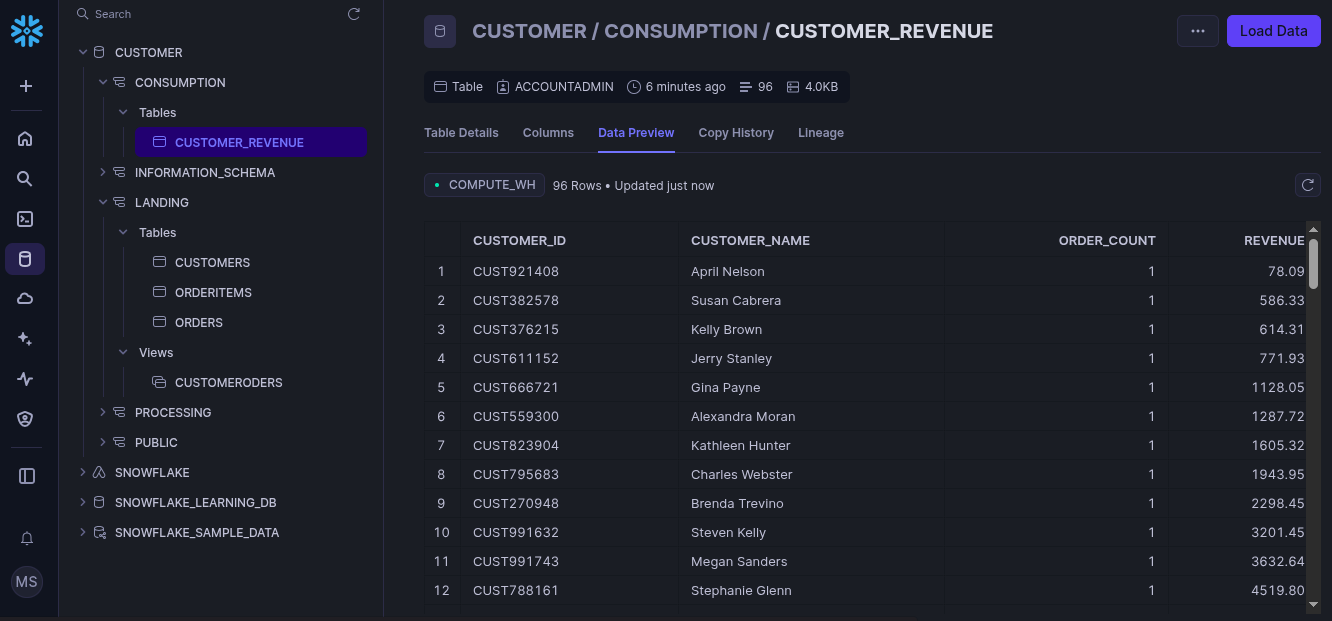 Search
CUSTOMER
CONSUMPTION
Tables
CUSTOMER_REVENUE
INFORMATION_SCHEMA
LANDING
Tables
CUSTOMERS
ORDERITEMS
ORDERS
Views
CUSTOMERODERS
PROCESSING
PUBLIC
SNOWFLAKE
SNOWFLAKE_LEARNING_DB
SNOWFLAKE_SAMPLE_DATA
MS
CUSTOMER / CONSUMPTION / CUSTOMER_REVENUE
... Load Data
Table ACCOUNTADMIN 6 minutes ago 96 4.0KB
Table Details Columns Data Preview Copy History Lineage
COMPUTE_WH 96 Rows • Updated just now
CUSTOMER_ID CUSTOMER_NAME ORDER_COUNT REVENUE
1 CUST921408 April Nelson 1 78.09
2 CUST382578 Susan Cabrera 1 586.33
3 CUST376215 Kelly Brown 1 614.31
4 CUST611152 Jerry Stanley 1 771.93
5 CUST666721 Gina Payne 1 1128.05
6 CUST559300 Alexandra Moran 1 1287.72
7 CUST823904 Kathleen Hunter 1 1605.32
8 CUST795683 Charles Webster 1 1943.95
9 CUST270948 Brenda Trevino 1 2298.45
10 CUST991632 Steven Kelly 1 3201.45
11 CUST991743 Megan Sanders 1 3632.64
12 CUST788161 Stephanie Glenn 1 4519.80